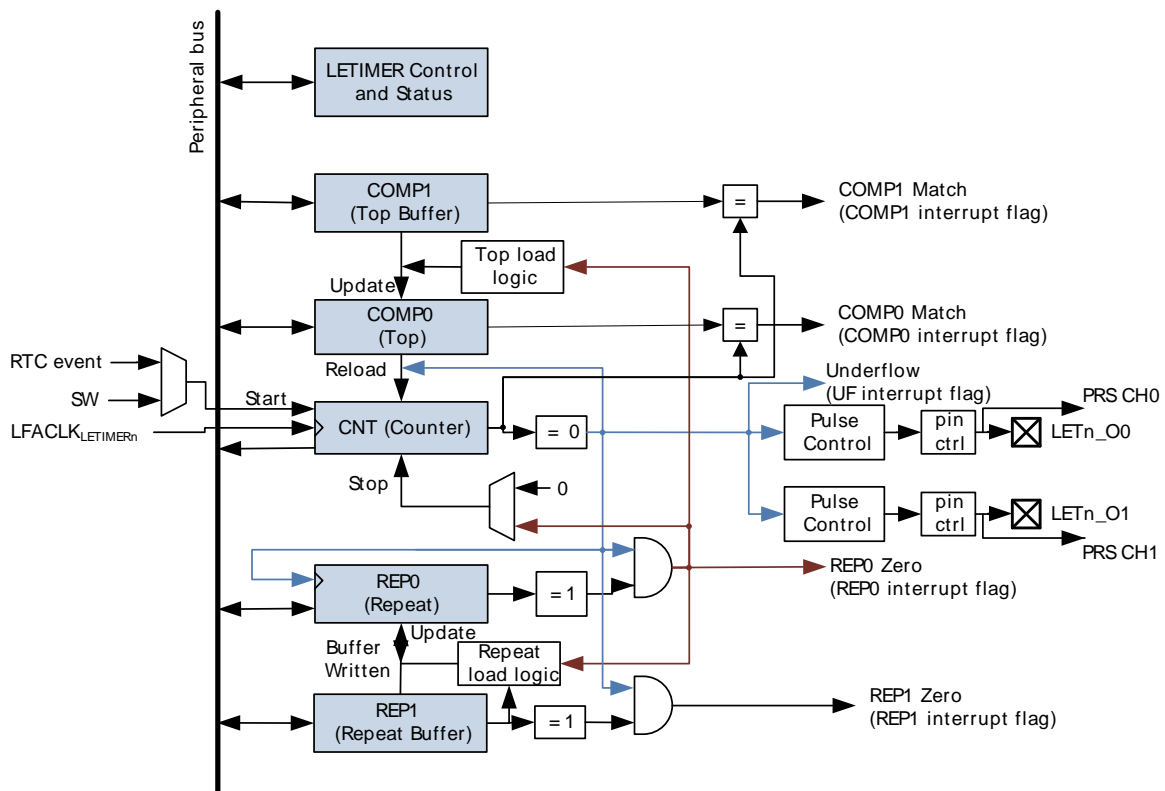 Peripheral bus
LETIMER Control
and Status
COMP1
(Top Buffer)
=
COMP1 Match
(COMP1 interrupt flag)
Top load
logic
Update
COMP0
(Top)
=
COMP0 Match
(COMP0 interrupt flag)
RTC event
SW
LFACLKLETIMERn
Start
Reload
CNT (Counter)
= 0
Underflow
(UF interrupt flag)
Pulse
Control
pin
ctrl
PRS CH0
LETn_O0
Stop
0
Pulse
Control
pin
ctrl
LETn_O1
PRS CH1
REP0
(Repeat)
= 1
REP0 Zero
(REP0 interrupt flag)
Update
Buffer
Written
Repeat
load logic
REP1
(Repeat Buffer)
= 1
REP1 Zero
(REP1 interrupt flag)